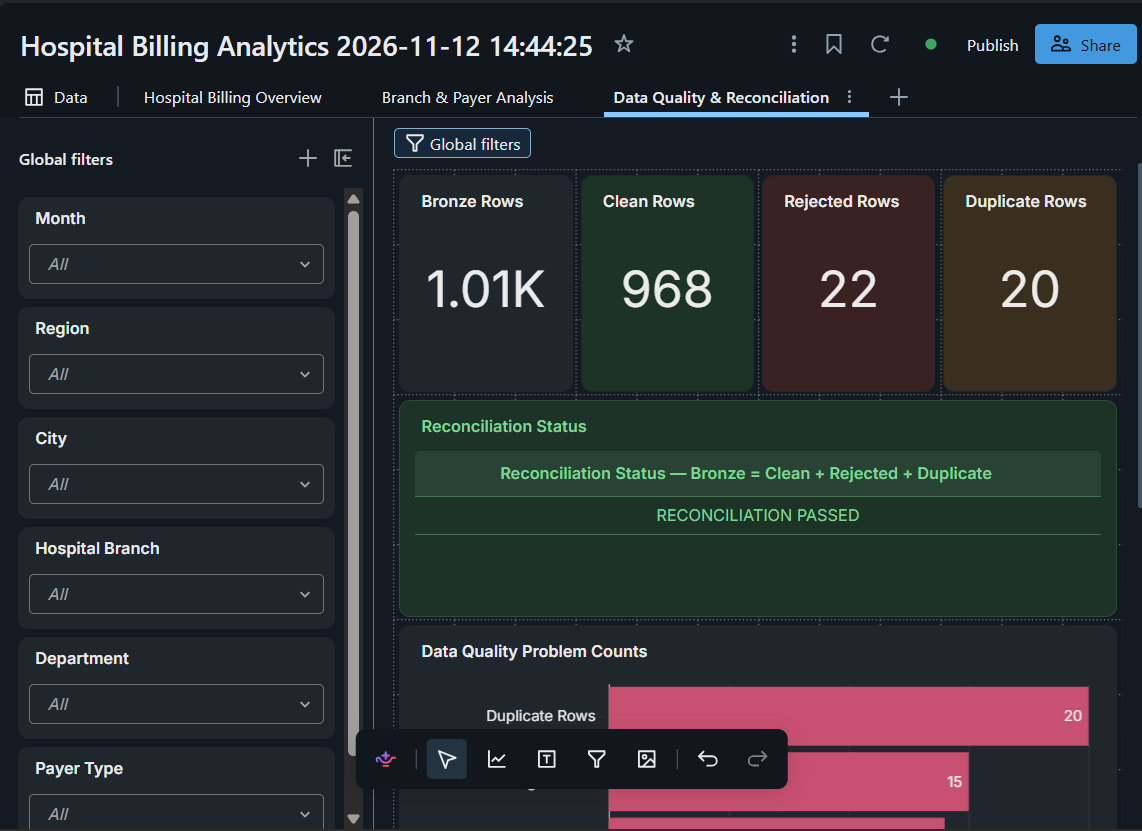 Hospital Billing Analytics 2026-11-12 14:44:25
Publish
Share
Data
Hospital Billing Overview
Branch & Payer Analysis
Data Quality & Reconciliation
Global filters
Month
All
Region
All
City
All
Hospital Branch
All
Department
All
Payer Type
All
Global filters
Bronze Rows
1.01K
Clean Rows
968
Rejected Rows
22
Duplicate Rows
20
Reconciliation Status
Reconciliation Status — Bronze = Clean + Rejected + Duplicate
RECONCILIATION PASSED
Data Quality Problem Counts
Duplicate Rows
20
15